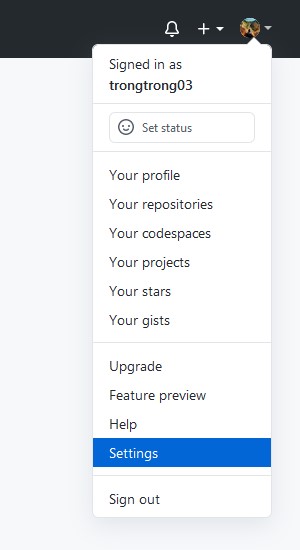 Signed in as
trongtrong03
Set status
Your profile
Your repositories
Your codespaces
Your projects
Your stars
Your gists
Upgrade
Feature preview
Help
Settings
Sign out